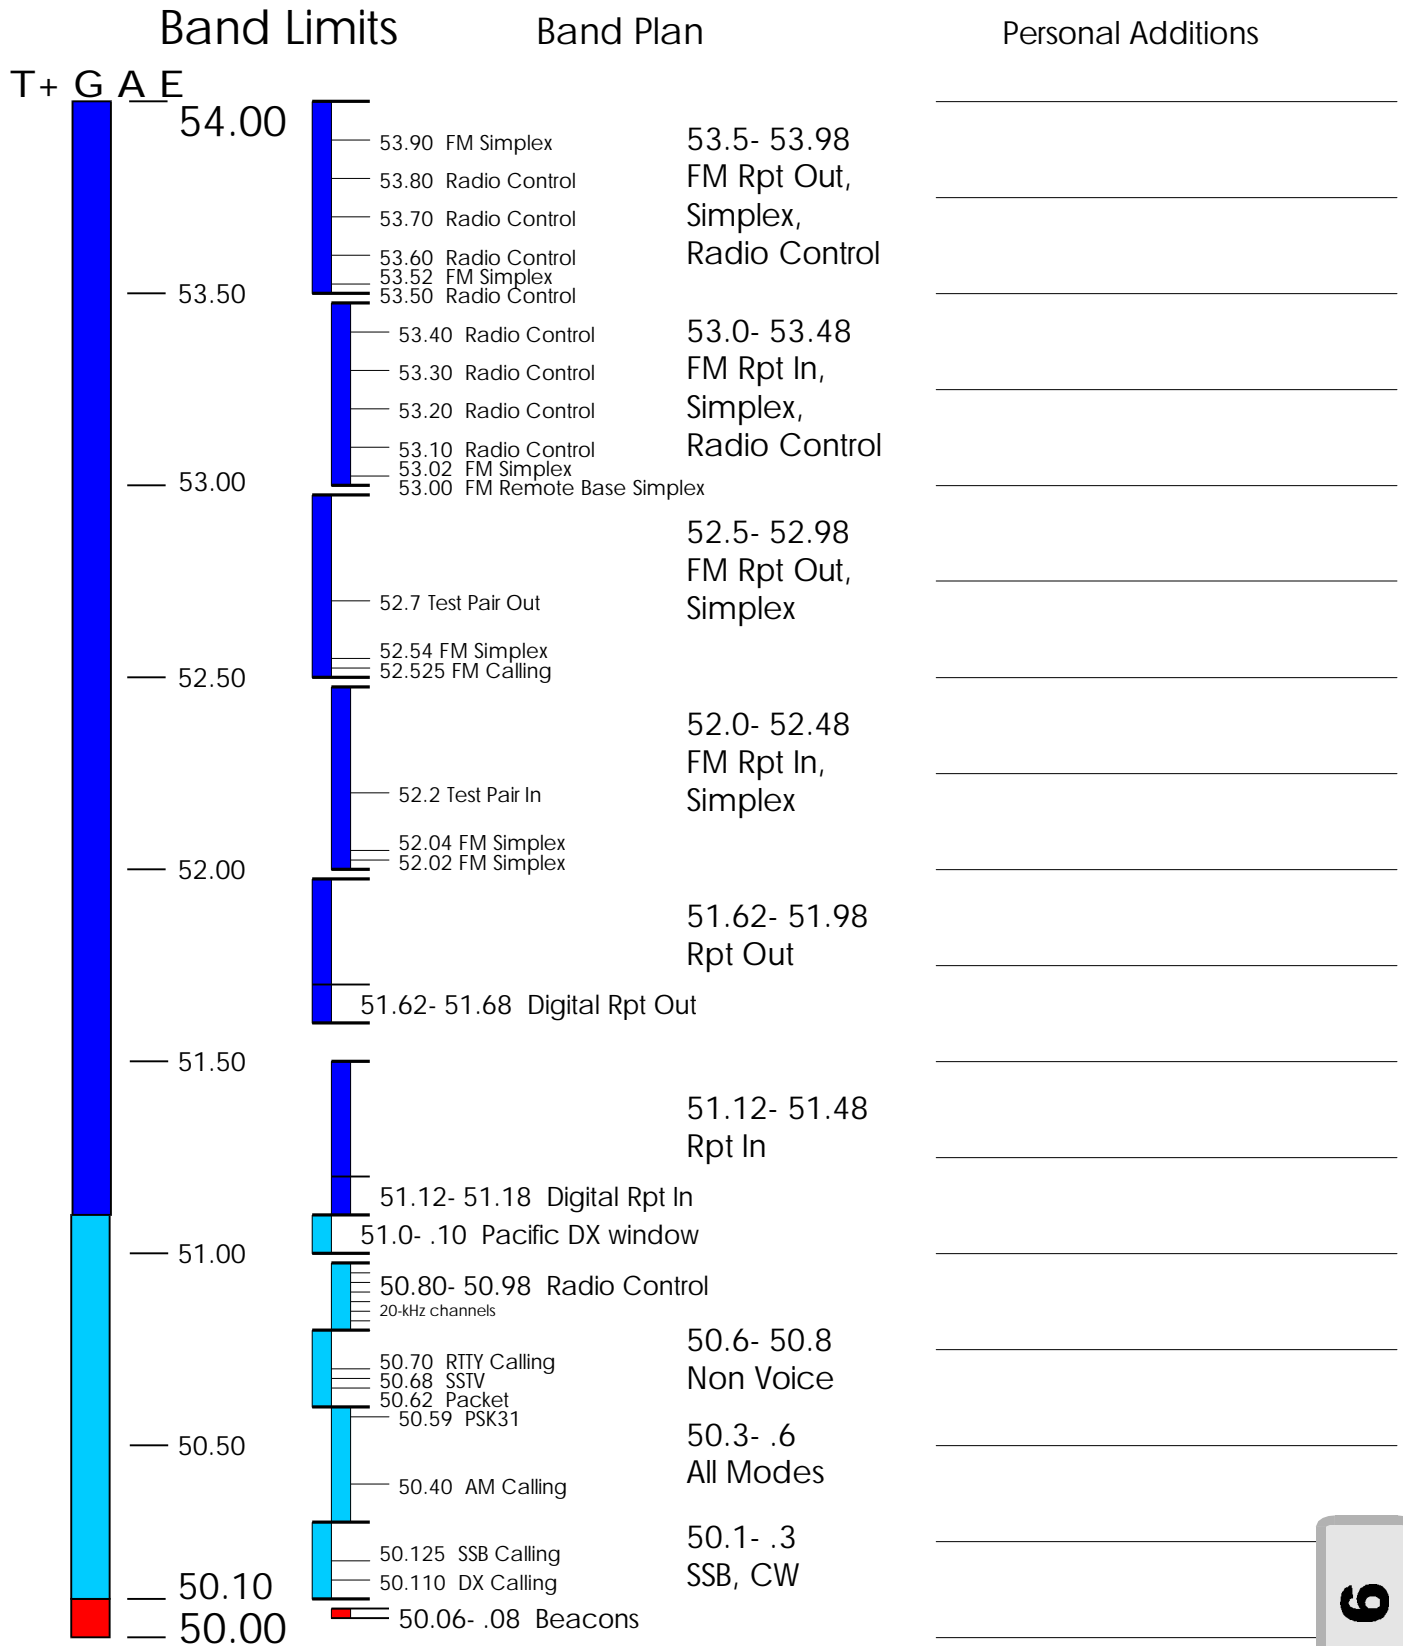 Band Limits
Band Plan
Personal Additions
T+ G A E
54.00
53.90 FM Simplex
53.80 Radio Control
53.70 Radio Control
53.60 Radio Control
53.52 FM Simplex
53.50 Radio Control
53.5- 53.98
FM Rpt Out,
Simplex,
Radio Control
53.50
53.40 Radio Control
53.30 Radio Control
53.20 Radio Control
53.10 Radio Control
53.02 FM Simplex
53.00 FM Remote Base Simplex
53.0- 53.48
FM Rpt In,
Simplex,
Radio Control
53.00
52.5- 52.98
FM Rpt Out,
Simplex
52.7 Test Pair Out
52.54 FM Simplex
52.525 FM Calling
52.50
52.0- 52.48
FM Rpt In,
Simplex
52.2 Test Pair In
52.04 FM Simplex
52.02 FM Simplex
52.00
51.62- 51.98
Rpt Out
51.62- 51.68 Digital Rpt Out
51.50
51.12- 51.48
Rpt In
51.12- 51.18 Digital Rpt In
51.0- .10 Pacific DX window
51.00
50.80- 50.98 Radio Control
20-kHz channels
50.6- 50.8
Non Voice
50.70 RTTY Calling
50.68 SSTV
50.62 Packet
50.59 PSK31
50.50
50.3- .6
All Modes
50.40 AM Calling
50.1- .3
SSB, CW
50.125 SSB Calling
50.110 DX Calling
50.10
50.06- .08 Beacons
50.00
6